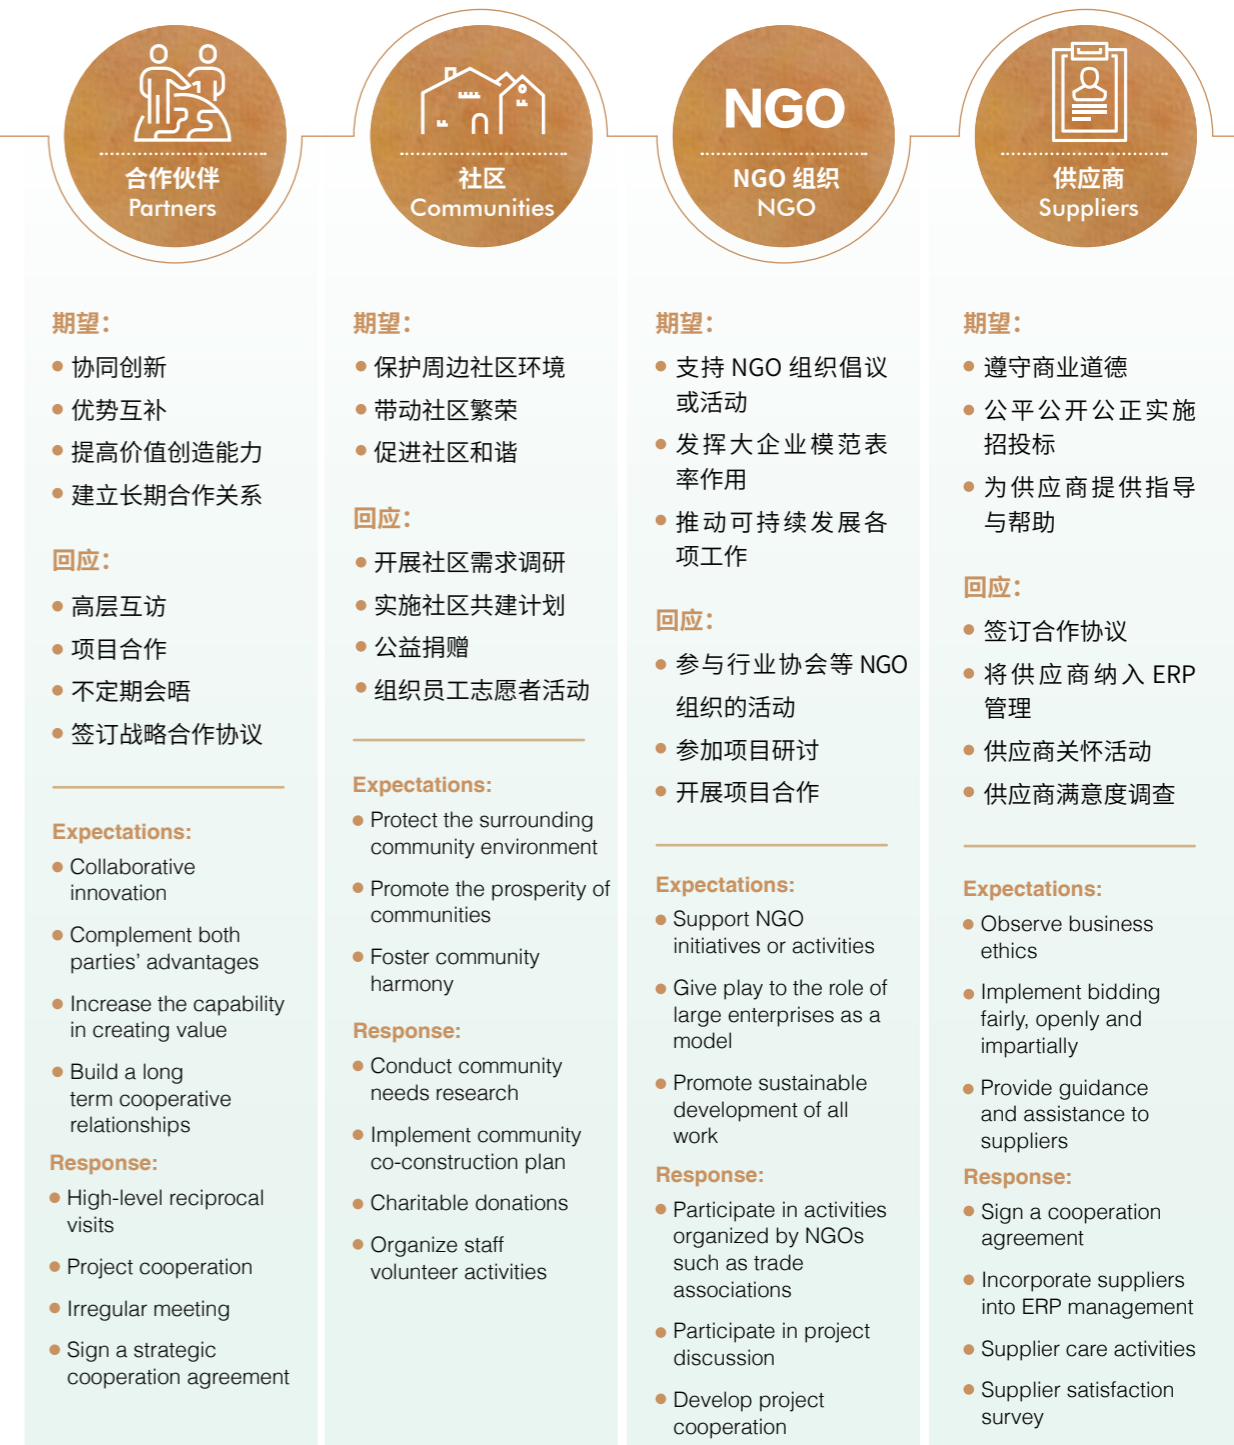 合作伙伴
Partners
期望：
协同创新
优势互补
提高价值创造能力
建立长期合作关系
回应：
高层互访
项目合作
不定期会晤
签订战略合作协议
Expectations:
Collaborative
innovation
Complement both
parties’ advantages
Increase the capability
in creating value
Build a long
term cooperative
relationships
Response:
High-level reciprocal
visits
Project cooperation
Irregular meeting
Sign a strategic
cooperation agreement
社区
Communities
期望：
保护周边社区环境
带动社区繁荣
促进社区和谐
回应：
开展社区需求调研
实施社区共建计划
公益捐赠
组织员工志愿者活动
Expectations:
Protect the surrounding
community environment
Promote the prosperity of
communities
Foster community
harmony
Response:
Conduct community
needs research
Implement community
co-construction plan
Charitable donations
Organize staff
volunteer activities
NGO
NGO 组织
NGO
期望：
支持 NGO 组织倡议
或活动
发挥大企业模范表
率作用
推动可持续发展各
项工作
回应：
参与行业协会等 NGO
组织的活动
参加项目研讨
开展项目合作
Expectations:
Support NGO
initiatives or activities
Give play to the role of
large enterprises as a
model
Promote sustainable
development of all
work
Response:
Participate in activities
organized by NGOs
such as trade
associations
Participate in project
discussion
Develop project
cooperation
供应商
Suppliers
期望：
遵守商业道德
公平公开公正实施
招投标
为供应商提供指导
与帮助
回应：
签订合作协议
将供应商纳入 ERP
管理
供应商关怀活动
供应商满意度调查
Expectations:
Observe business
ethics
Implement bidding
fairly, openly and
impartially
Provide guidance
and assistance to
suppliers
Response:
Sign a cooperation
agreement
Incorporate suppliers
into ERP management
Supplier care activities
Supplier satisfaction
survey